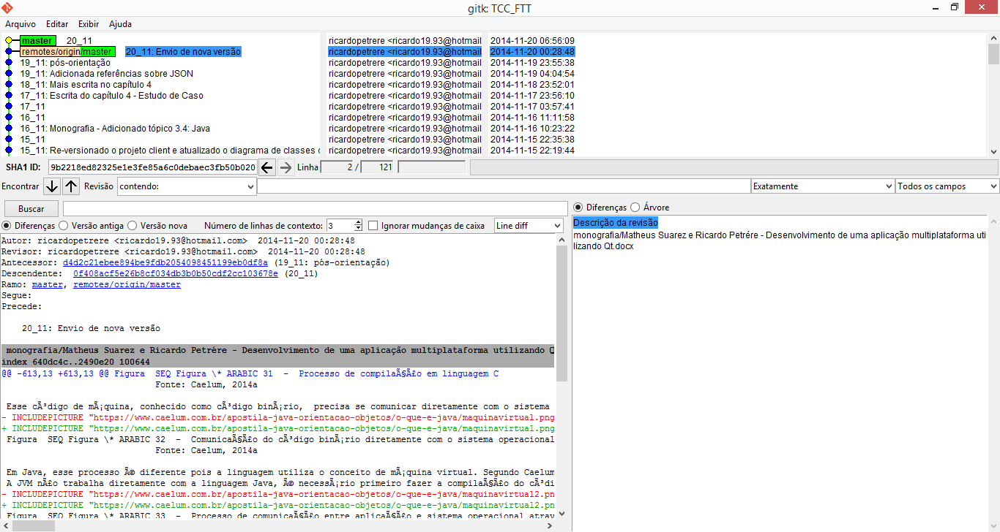 gitk: TCC_FTT
Arquivo Editar Exibir Ajuda
master 20_11 ricardopetrere <ricardo19.93@hotmail 2014-11-20 06:56:09
remotes/origin/master 20_11: Envio de nova versão ricardopetrere <ricardo19.93@hotmail 2014-11-20 00:28:48
19_11: pós-orientação ricardopetrere <ricardo19.93@hotmail 2014-11-19 23:55:38
19_11: Adicionada referências sobre JSON ricardopetrere <ricardo19.93@hotmail 2014-11-19 04:04:54
18_11: Mais escrita no capítulo 4 ricardopetrere <ricardo19.93@hotmail 2014-11-18 23:52:01
17_11: Escrita do capítulo 4 - Estudo de Caso ricardopetrere <ricardo19.93@hotmail 2014-11-17 23:56:10
17_11 ricardopetrere <ricardo19.93@hotmail 2014-11-17 03:57:41
16_11 ricardopetrere <ricardo19.93@hotmail 2014-11-16 11:11:58
16_11: Monografia - Adicionado tópico 3.4: Java ricardopetrere <ricardo19.93@hotmail 2014-11-16 10:23:22
15_11 ricardopetrere <ricardo19.93@hotmail 2014-11-15 22:35:38
15_11: Re-versionado o projeto client e atualizado o diagrama de classes ricardopetrere <ricardo19.93@hotmail 2014-11-15 22:19:44
SHA1 ID: 9b2218ed82325e1e3fe85a6c0debaec3fb50b020 Linha 2 / 121
Encontrar Revisão contendo: Exatamente Todos os campos
Buscar
Diferenças Versão antiga Versão nova Número de linhas de contexto: 3 Ignorar mudanças de caixa Line diff
Autor: ricardopetrere <ricardo19.93@hotmail.com> 2014-11-20 00:28:48
Revisor: ricardopetrere <ricardo19.93@hotmail.com> 2014-11-20 00:28:48
Antecessor: d4d2c21ebee894be9fdb2054098451199eb0df8a (19_11: pós-orientação)
Descendente: 0f408acf5e26b8cf034db3b0b50cdf2cc103678e (20_11)
Ramo: master, remotes/origin/master
Segue:
Precede:
20_11: Envio de nova versão
monografia/Matheus Suarez e Ricardo Petrére - Desenvolvimento de uma aplicação multiplataforma utilizando Q
index 640dc4c..2490e20 100644
@@ -613,13 +613,13 @@ Figura SEQ Figura \* ARABIC 31 - Processo de compilaÃ§Ã£o em linguagem C
Fonte: Caelum, 2014a
Esse cÃ³digo de mÃ¡quina, conhecido como cÃ³digo binÃ¡rio, precisa se comunicar diretamente com o sistema
- INCLUDEPICTURE "https://www.caelum.com.br/apostila-java-orientacao-objetos/o-que-e-java/maquinavirtual.png
+ INCLUDEPICTURE "https://www.caelum.com.br/apostila-java-orientacao-objetos/o-que-e-java/maquinavirtual.png
Figura SEQ Figura \* ARABIC 32 - ComunicaÃ§Ã£o do cÃ³digo binÃ¡rio diretamente com o sistema operacional
Fonte: Caelum, 2014a
Em Java, esse processo Ã© diferente pois a linguagem utiliza o conceito de mÃ¡quina virtual. Segundo Caelum
A JVM nÃ£o trabalha diretamente com a linguagem Java, Ã© necessÃ¡rio primeiro fazer a compilaÃ§Ã£o do cÃ³di
- INCLUDEPICTURE "https://www.caelum.com.br/apostila-java-orientacao-objetos/o-que-e-java/maquinavirtual2.pn
+ INCLUDEPICTURE "https://www.caelum.com.br/apostila-java-orientacao-objetos/o-que-e-java/maquinavirtual2.pn
Figura SEQ Figura \* ARABIC 33 - Processo de comunicaÃ§Ã£o entre aplicaÃ§Ã£o e sistema operacional atrav
Diferenças Árvore
Descrição da revisão
monografia/Matheus Suarez e Ricardo Petrére - Desenvolvimento de uma aplicação multiplataforma uti
lizando Qt.docx